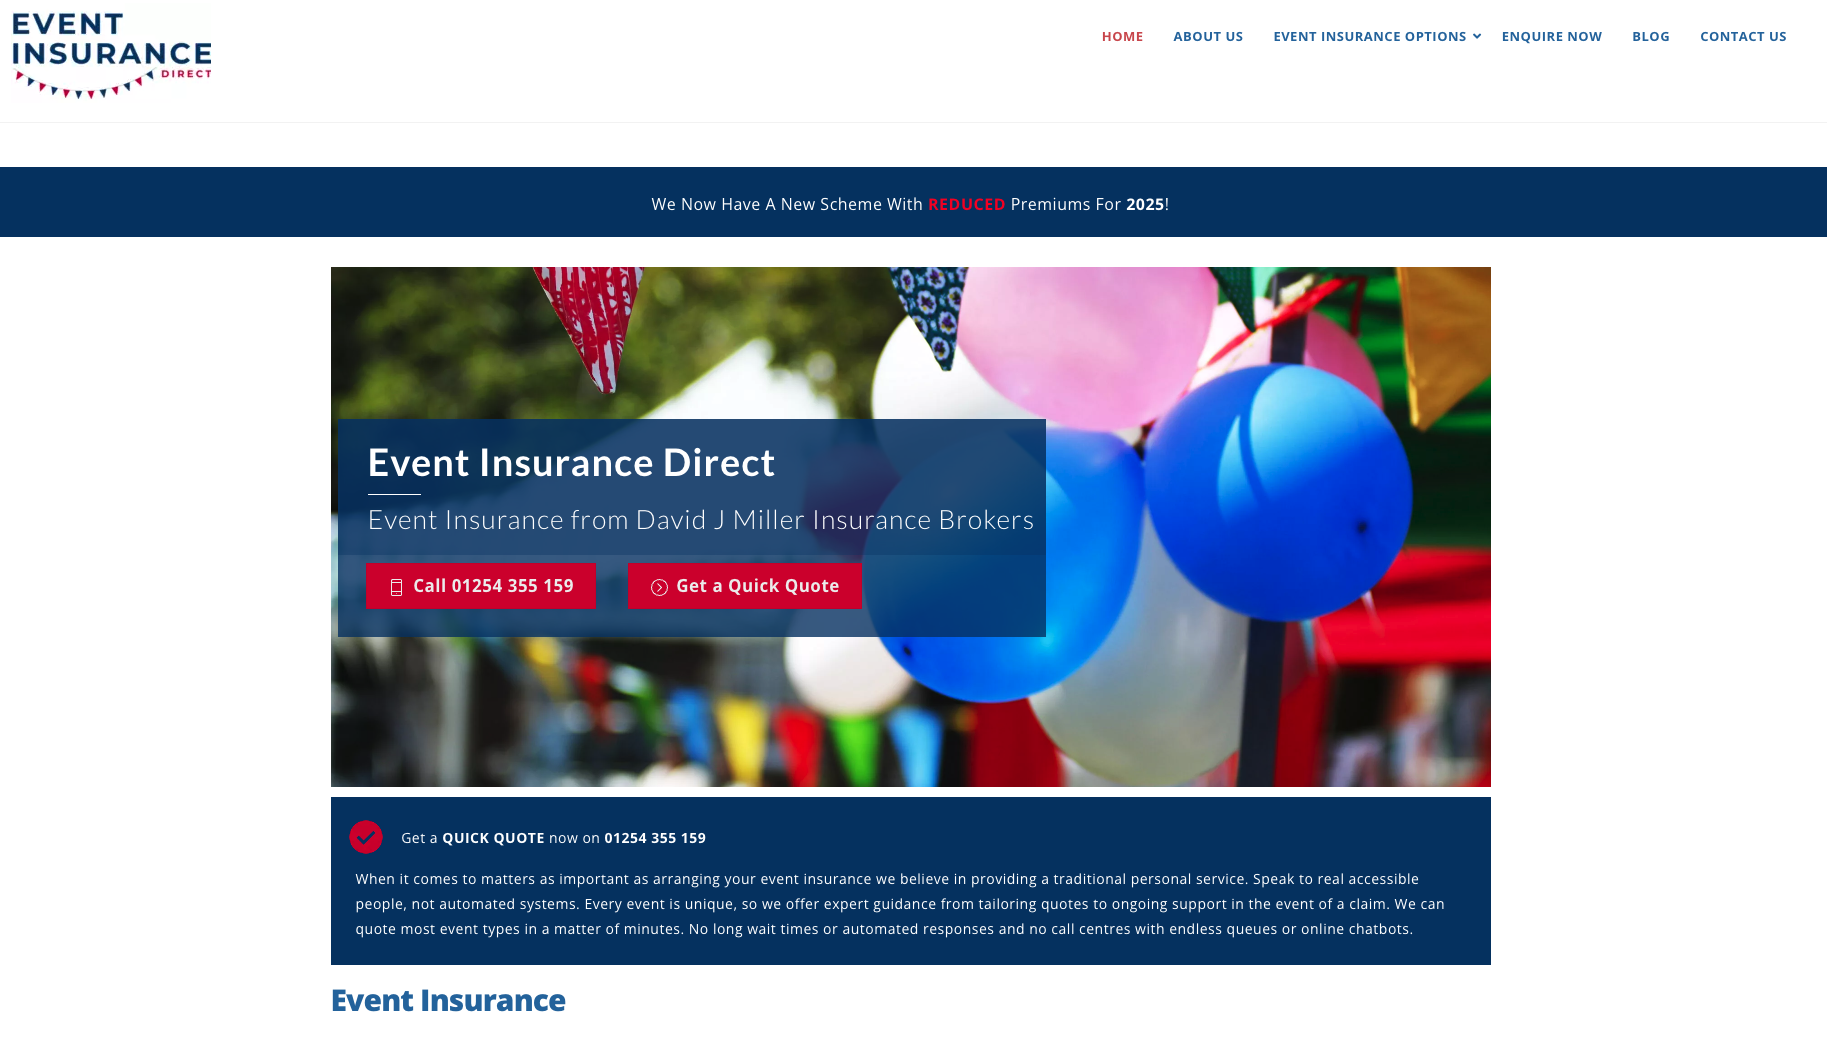 EVENT
INSURANCE
DIRECT
HOME
ABOUT US
EVENT INSURANCE OPTIONS
ENQUIRE NOW
BLOG
CONTACT US
We Now Have A New Scheme With REDUCED Premiums For 2025!
Event Insurance Direct
Event Insurance from David J Miller Insurance Brokers
Call 01254 355 159
Get a Quick Quote
Get a QUICK QUOTE now on 01254 355 159
When it comes to matters as important as arranging your event insurance we believe in providing a traditional personal service. Speak to real accessible
people, not automated systems. Every event is unique, so we offer expert guidance from tailoring quotes to ongoing support in the event of a claim. We can
quote most event types in a matter of minutes. No long wait times or automated responses and no call centres with endless queues or online chatbots.
Event Insurance